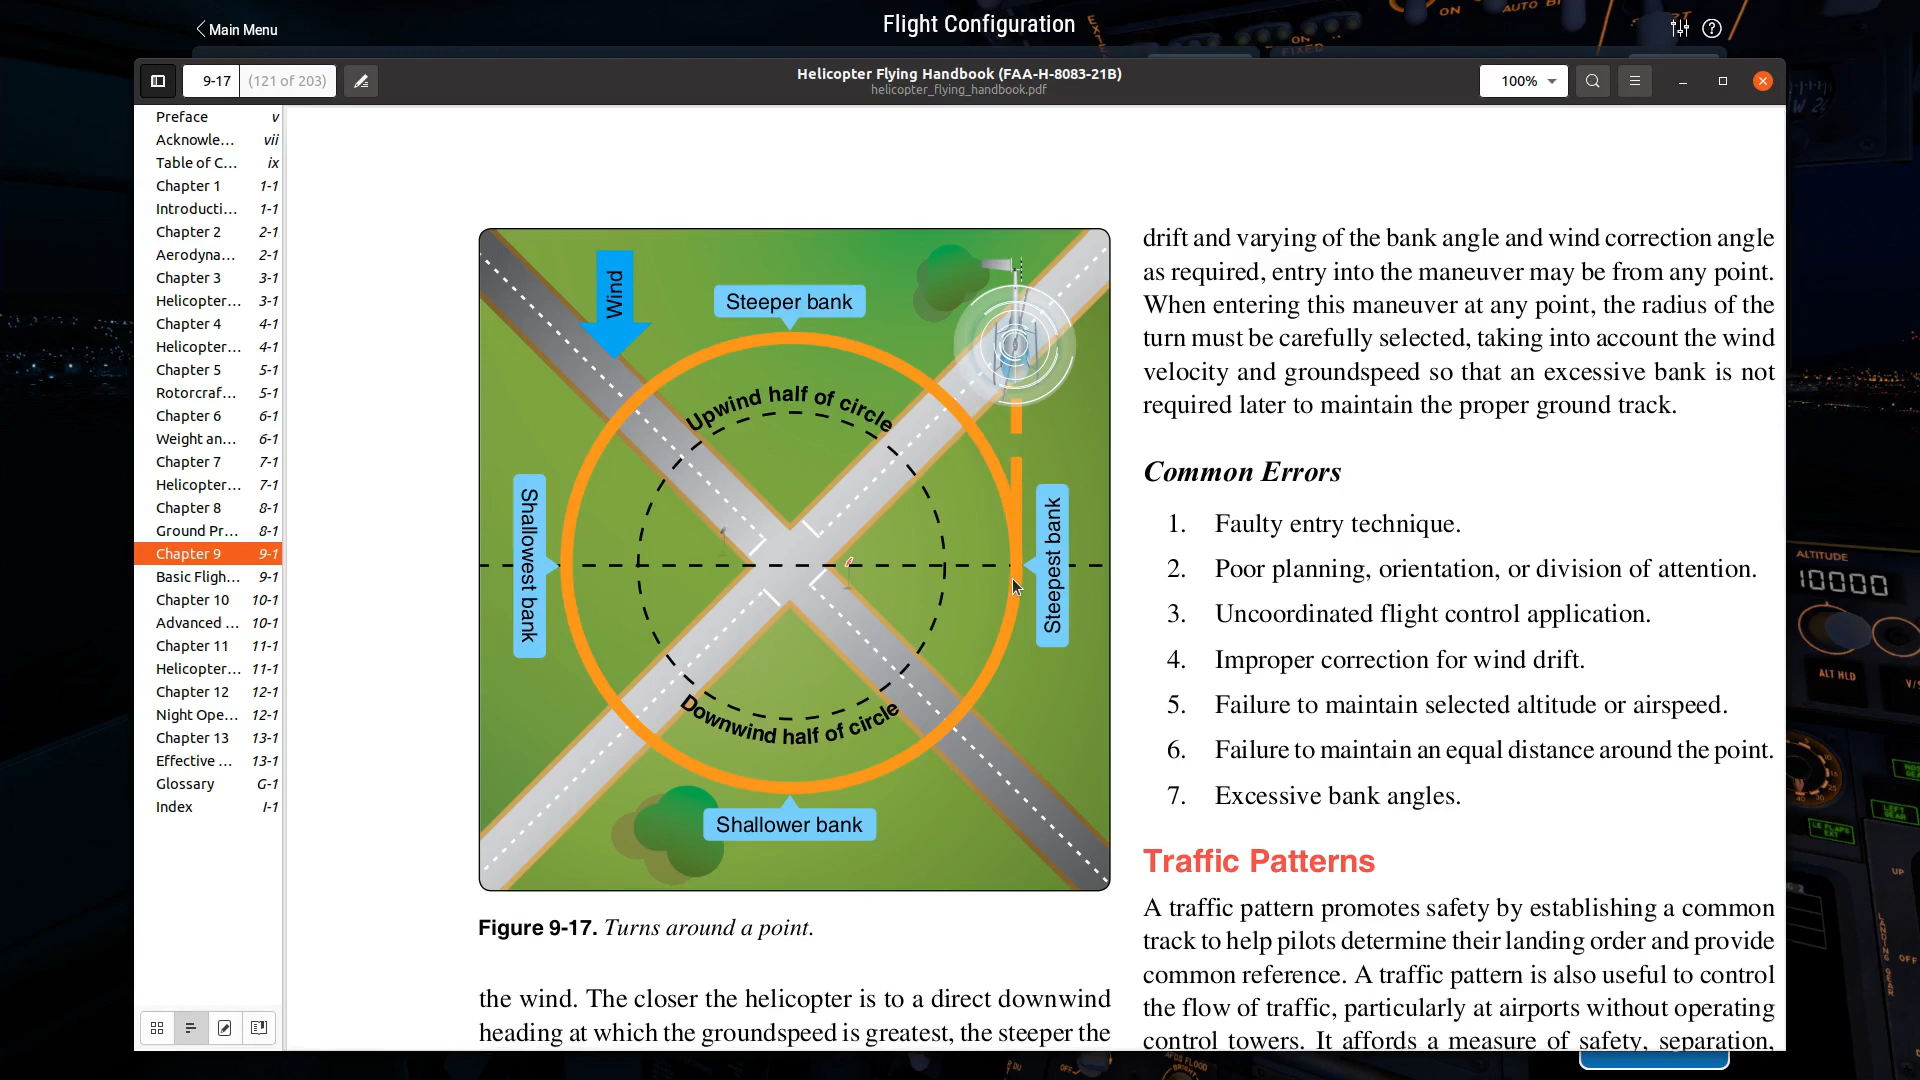 Main Menu
Flight Configuration
ON
AUTO B
ON
FIXED
9-17
(121 of 203)
Helicopter Flying Handbook (FAA-H-8083-21B)
helicopter_flying_handbook.pdf
100%
Preface v
Acknowle... vii
Table of C... ix
Chapter 1 1-1
Introducti... 1-1
Chapter 2 2-1
Aerodyna... 2-1
Chapter 3 3-1
Helicopter... 3-1
Chapter 4 4-1
Helicopter... 4-1
Chapter 5 5-1
Rotorcraf... 5-1
Chapter 6 6-1
Weight an... 6-1
Chapter 7 7-1
Helicopter... 7-1
Chapter 8 8-1
Ground Pr... 8-1
Chapter 9 9-1
Basic Fligh... 9-1
Chapter 10 10-1
Advanced ... 10-1
Chapter 11 11-1
Helicopter... 11-1
Chapter 12 12-1
Night Ope... 12-1
Chapter 13 13-1
Effective ... 13-1
Glossary G-1
Index I-1
Wind
Steeper bank
Upwind half of circle
Shallowest bank
Steepest bank
Downwind half of circle
Shallower bank
Figure 9-17. Turns around a point.
the wind. The closer the helicopter is to a direct downwind
heading at which the groundspeed is greatest, the steeper the
drift and varying of the bank angle and wind correction angle
as required, entry into the maneuver may be from any point.
When entering this maneuver at any point, the radius of the
turn must be carefully selected, taking into account the wind
velocity and groundspeed so that an excessive bank is not
required later to maintain the proper ground track.
Common Errors
1. Faulty entry technique.
2. Poor planning, orientation, or division of attention.
3. Uncoordinated flight control application.
4. Improper correction for wind drift.
5. Failure to maintain selected altitude or airspeed.
6. Failure to maintain an equal distance around the point.
7. Excessive bank angles.
Traffic Patterns
A traffic pattern promotes safety by establishing a common
track to help pilots determine their landing order and provide
common reference. A traffic pattern is also useful to control
the flow of traffic, particularly at airports without operating
control towers. It affords a measure of safety, separation,
ALTITUDE
10000
ALT HLD
V/S
LEFT
GEAR
LE FLAPS
EXT
UP
OFF
LANDING GEAR
OFF